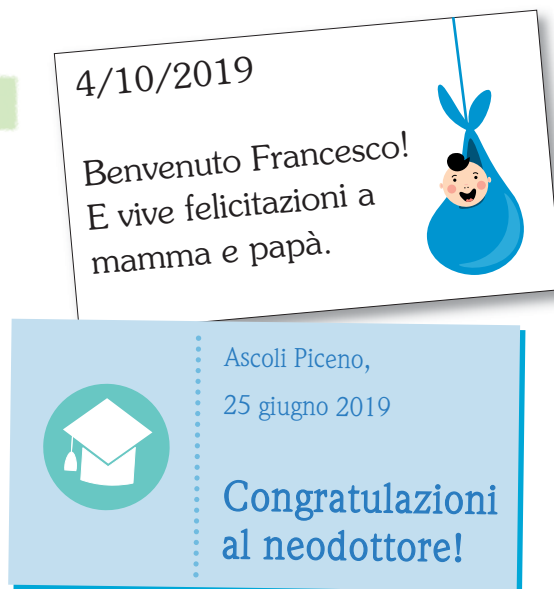 4/10/2019
Benvenuto Francesco!
E vive felicitazioni a
mamma e papà.
Ascoli Piceno,
25 giugno 2019
Congratulazioni
al neodottore!